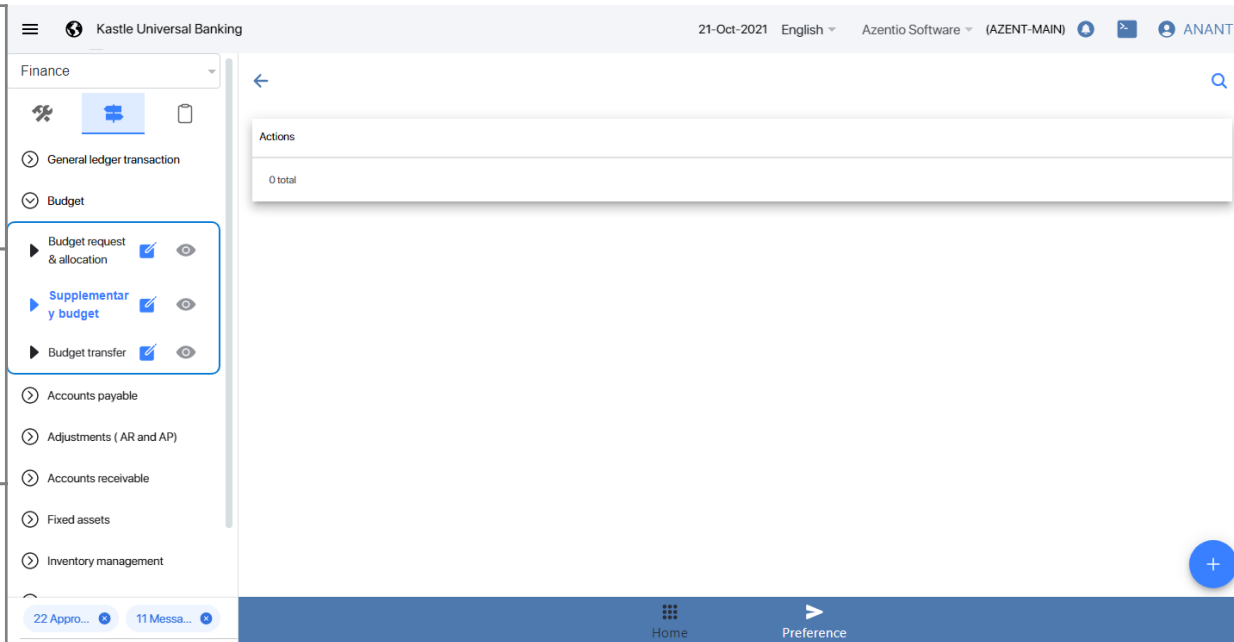 Kastle Universal Banking
21-Oct-2021 English Azentio Software (AZENT-MAIN) ANANT
Finance
Actions
General ledger transaction
0 total
Budget
Budget request
& allocation
Supplementar
y budget
Budget transfer
Accounts payable
Adjustments ( AR and AP)
Accounts receivable
Fixed assets
Inventory management
22 Appro...
11 Messa...
Home
Preference